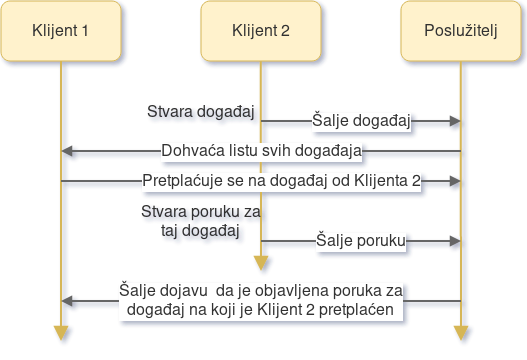 Klijent 1
Klijent 2
Poslužitelj
Stvara događaj
Šalje događaj
Dohvaća listu svih događaja
Pretplaćuje se na događaj od Klijenta 2
Stvara poruku za
taj događaj
Šalje poruku
Šalje dojavu  da je objavljena poruka za
događaj na koji je Klijent 2 pretplaćen